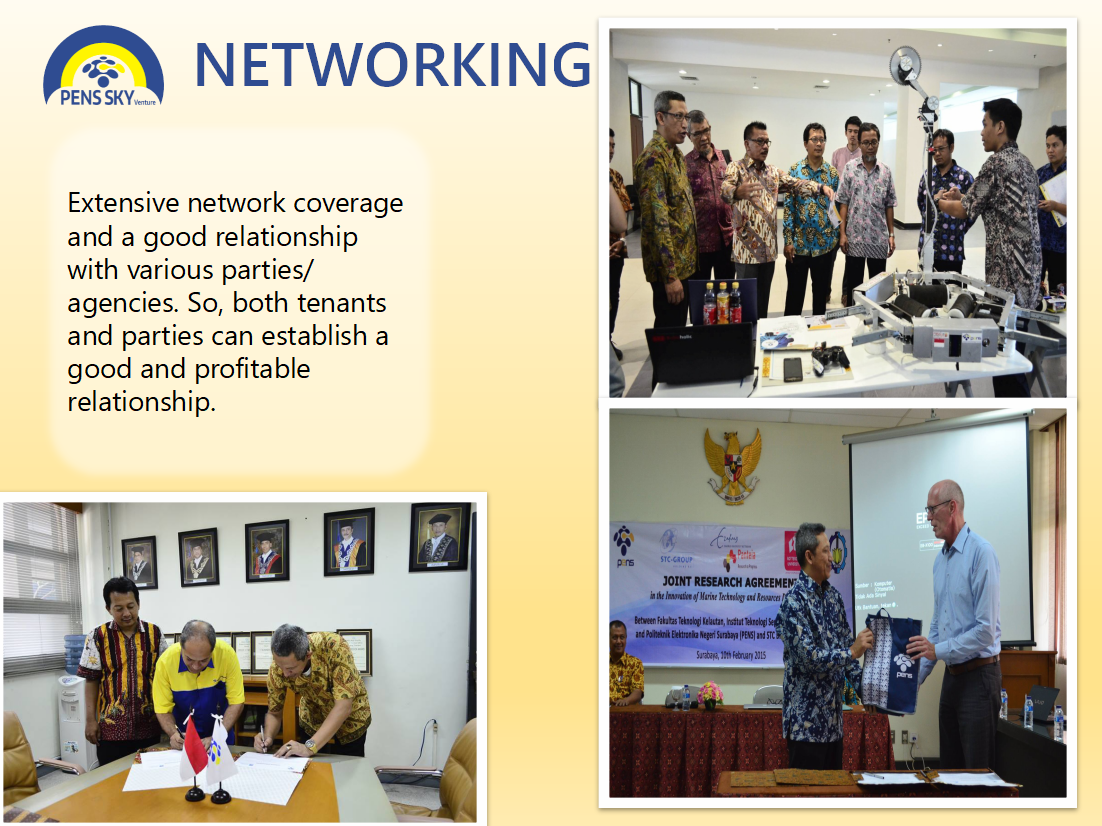 PENS SKY Venture
NETWORKING
Extensive network coverage
and a good relationship
with various parties/
agencies. So, both tenants
and parties can establish a
good and profitable
relationship.
pens
STC-GROUP
JOINT RESEARCH AGREEMENT
in the Innovation of Marine Technology and Resources
Between Fakultas Teknologi Kelautan, Institut Teknologi
and Politeknik Elektronika Negeri Surabaya (PENS) and STC
Surabaya, 10th February 2015
pens